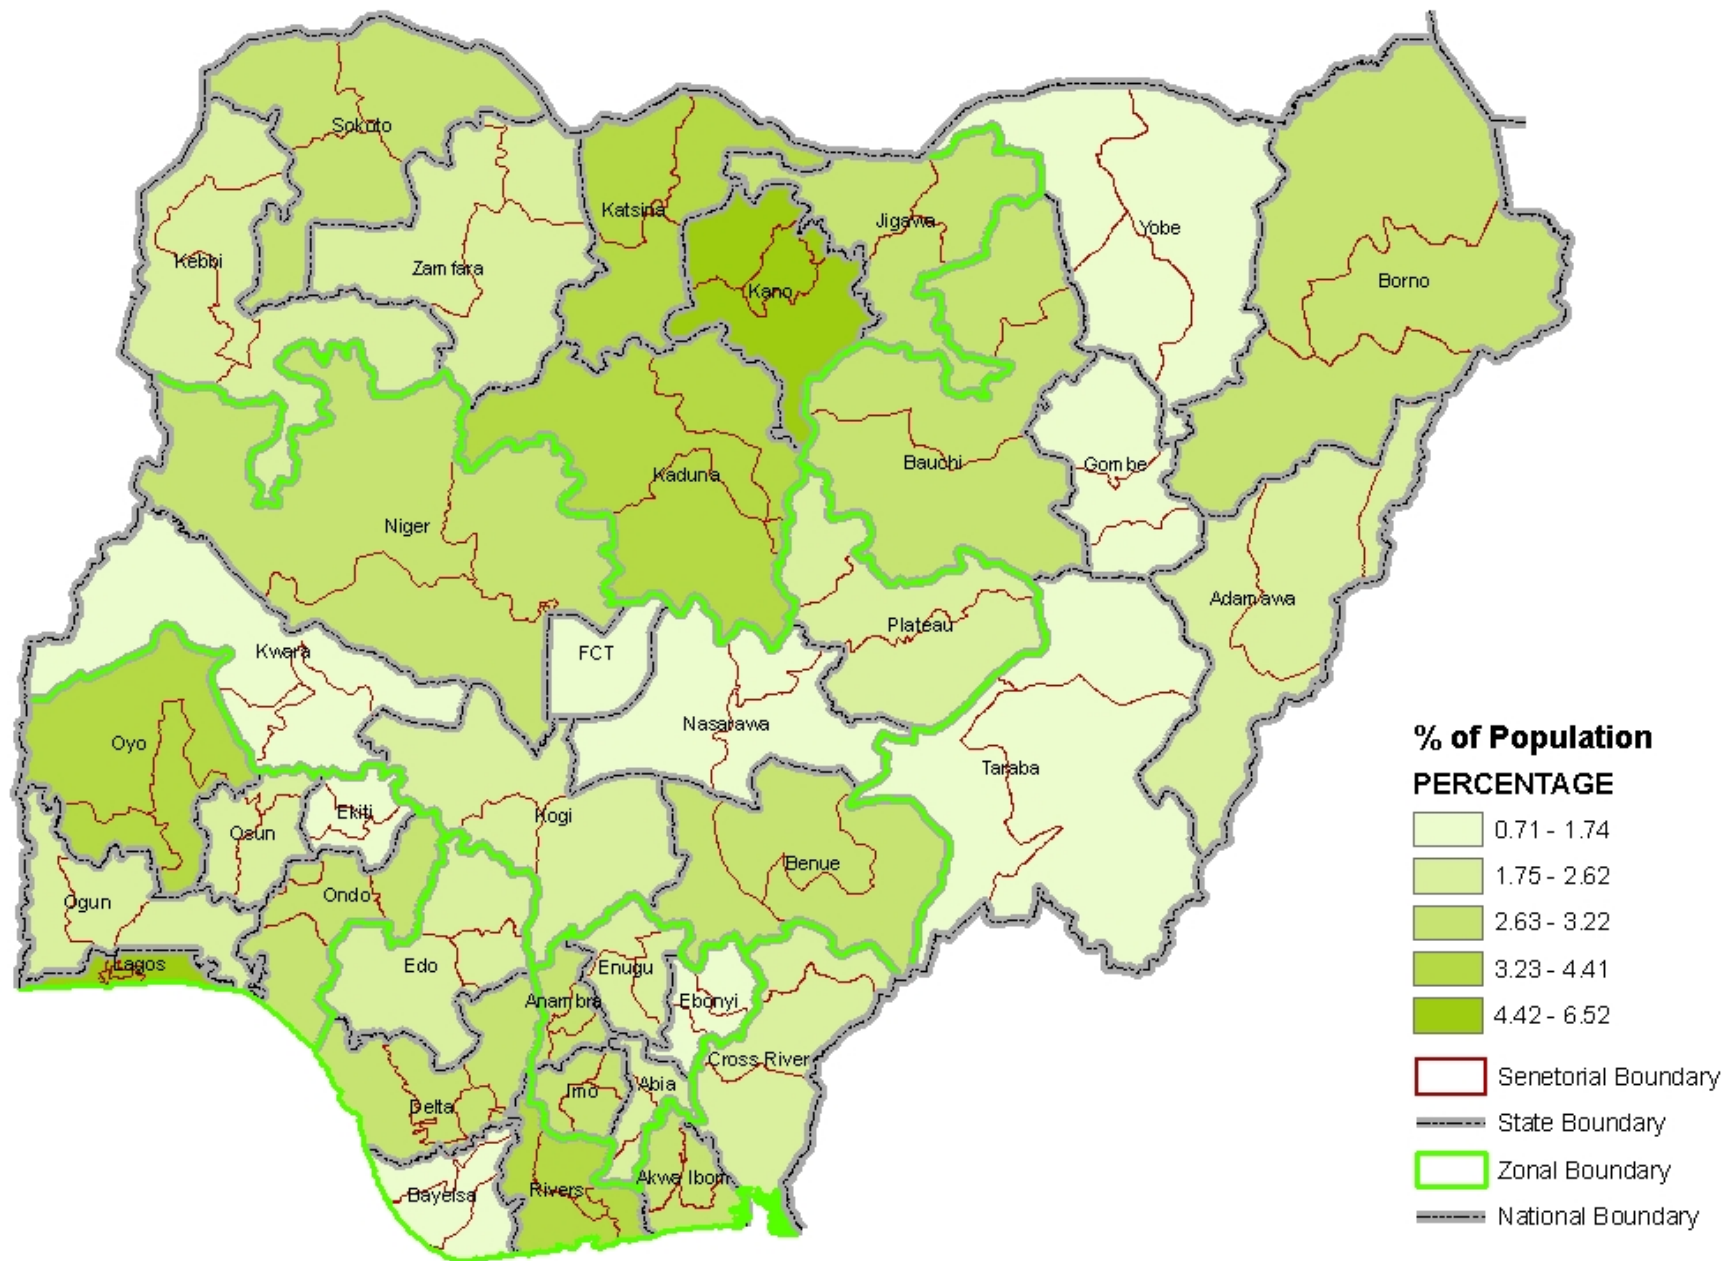 Sokoto
Katsina
Jigawa
Yobe
Kebbi
Zamfara
Kano
Borno
Niger
Kaduna
Bauchi
Gombe
Adamawa
Kwara
FCT
Plateau
Oyo
Nasarawa
Taraba
Osun
Ekiti
Kogi
Benue
Ogun
Ondo
Lagos
Edo
Enugu
Anambra
Ebonyi
Cross River
Delta
Imo
Abia
Bayelsa
Rivers
Akwa Ibom
% of Population
PERCENTAGE
0.71 - 1.74
1.75 - 2.62
2.63 - 3.22
3.23 - 4.41
4.42 - 6.52
Senetorial Boundary
State Boundary
Zonal Boundary
National Boundary